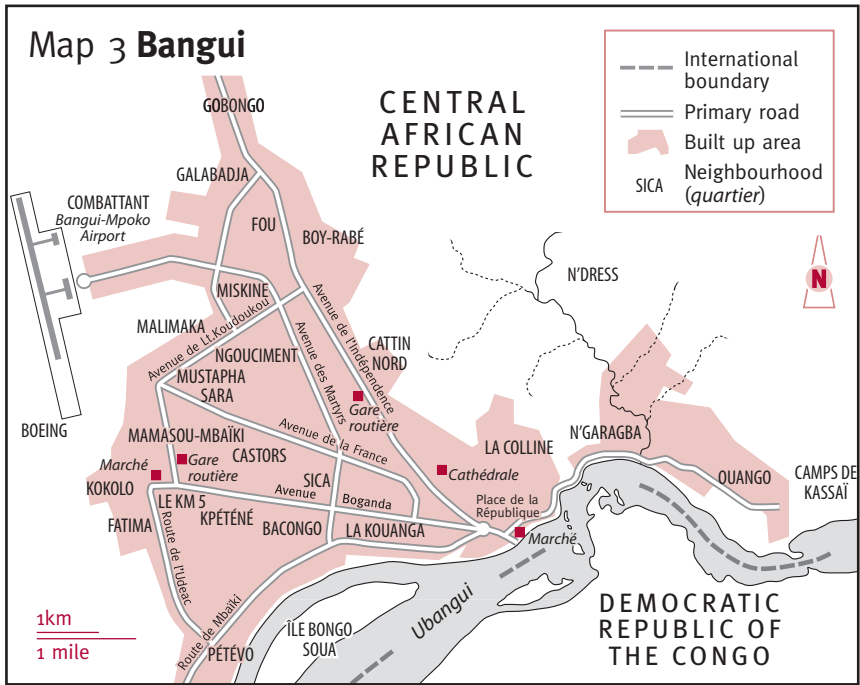 Map 3 Bangui
International
boundary
Primary road
Built up area
SICA
Neighbourhood
(quartier)
CENTRAL
AFRICAN
REPUBLIC
GOBONGO
GALABADJA
COMBATTANT
Bangui-Mpoko
Airport
FOU
BOY-RABÉ
N'DRESS
N
MISKINE
MALIMAKA
Avenue de Lt.Koudoukou
NGOUCIMENT
Avenue des Martyrs
Avenue de l'Indépendence
CATTIN
NORD
MUSTAPHA
SARA
Gare
routière
BOEING
MAMASOU-MBAÏKI
Avenue de la France
LA COLLINE
N'GARAGBA
Marché
Gare
routière
CASTORS
Cathédrale
OUANGO
CAMPS DE
KASSAÏ
KOKOLO
SICA
LE KM 5
Avenue Boganda
Place de la
République
FATIMA
KPÉTÉNÉ
BACONGO
LA KOUANGA
Marchë
Route de l'Udeac
Route de Mbaïki
Ubangui
1km
1 mile
PÉTÉVO
ÎLE BONGO
SOUA
DEMOCRATIC
REPUBLIC OF
THE CONGO